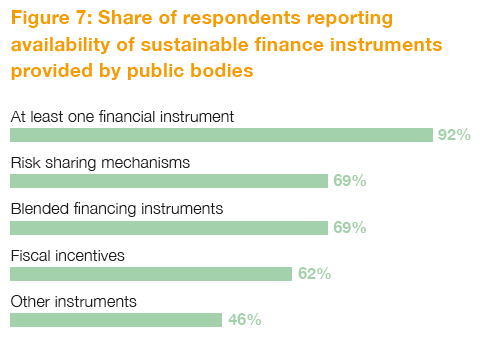 Figure 7: Share of respondents reporting
availability of sustainable finance instruments
provided by public bodies
At least one financial instrument
92%
Risk sharing mechanisms
69%
Blended financing instruments
69%
Fiscal incentives
62%
Other instruments
46%